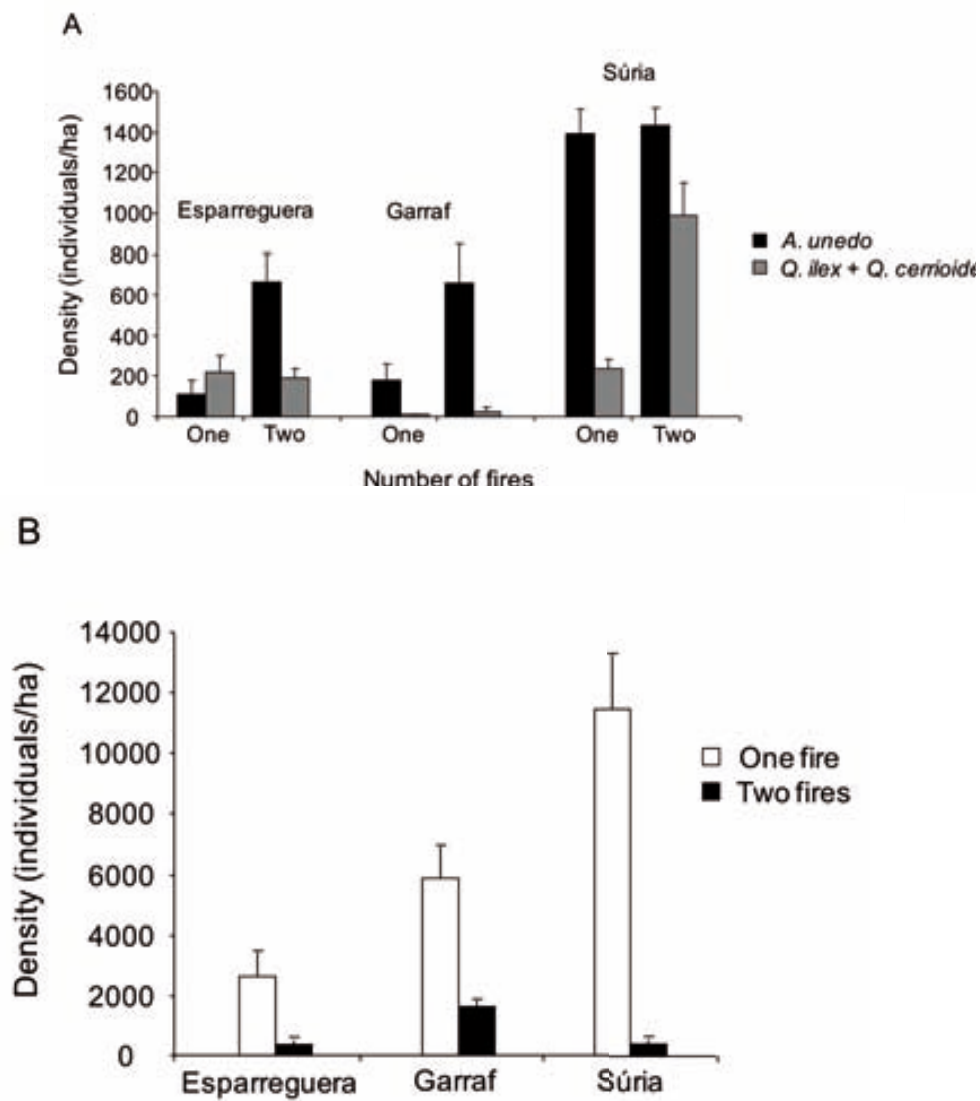 A
Súria
1600
1400
1200
1000
800
600
400
200
0
Density (individuals/ha)
Esparreguera
Garraf
A. unedo
Q. ilex + Q. cerrioide
One Two One One Two
Number of fires
B
14000
12000
10000
8000
6000
4000
2000
0
Density (individuals/ha)
One fire
Two fires
Esparreguera Garraf Súria